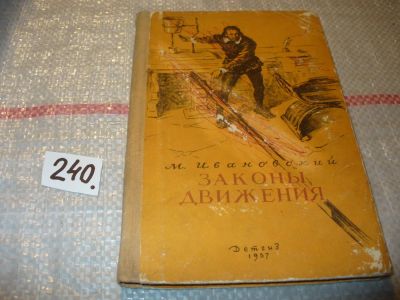 240.
М. Ивановский
ЗАКОНЫ
ДВИЖЕНИЯ
Детгиз
1957